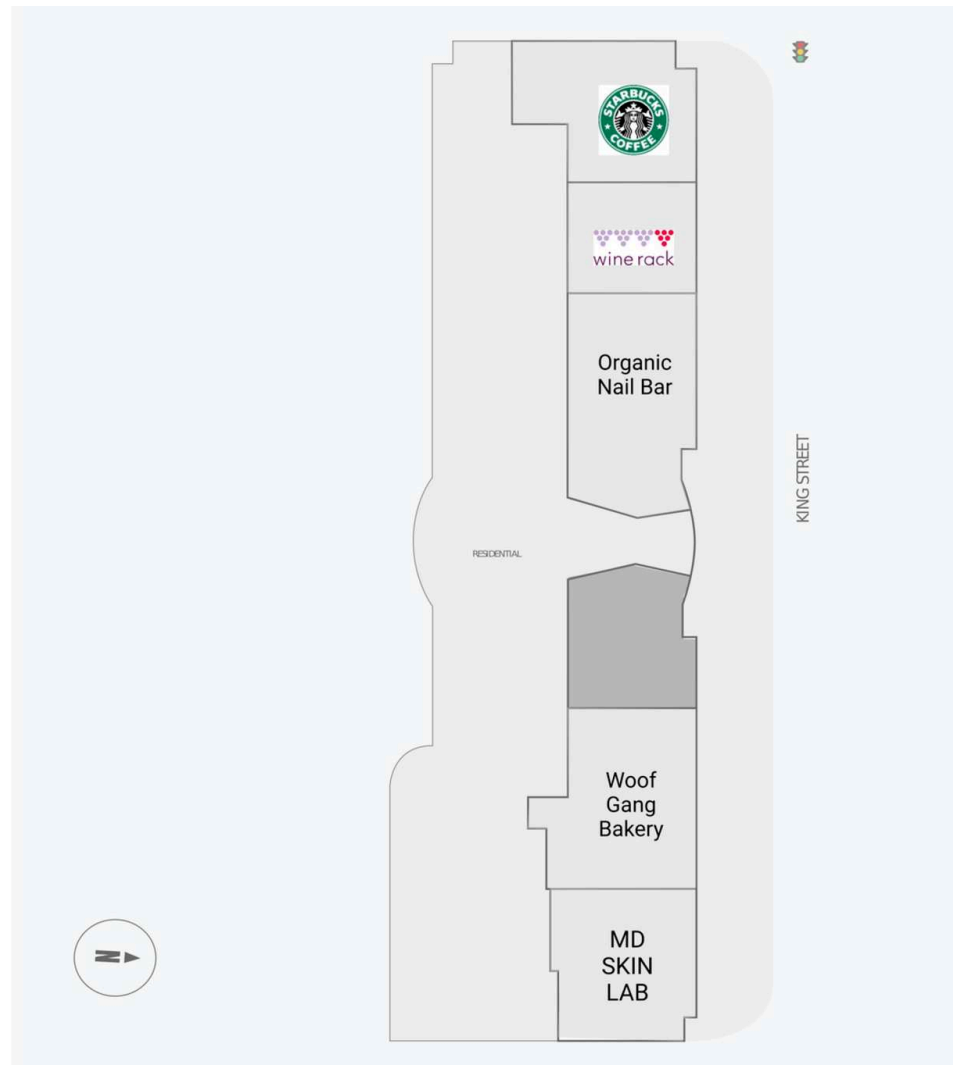 STARBUCKS
COFFEE
wine rack
Organic
Nail Bar
KING STREET
RESIDENTIAL
Woof
Gang
Bakery
MD
SKIN
LAB
N